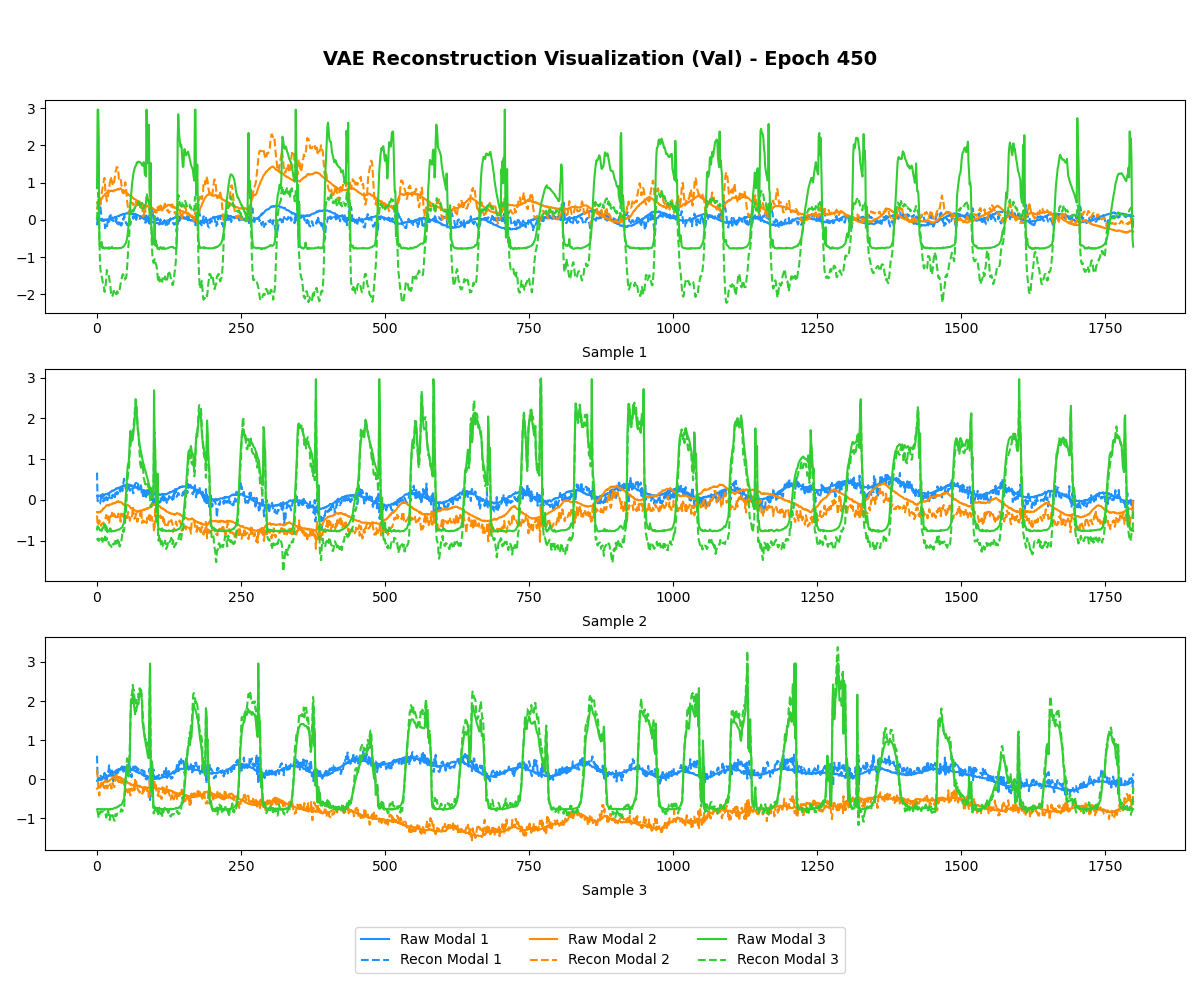 VAE Reconstruction Visualization (Val) - Epoch 450
3
2
1
0
−1
−2
0 250 500 750 1000 1250 1500 1750
Sample 1
3
2
1
0
−1
0 250 500 750 1000 1250 1500 1750
Sample 2
3
2
1
0
−1
0 250 500 750 1000 1250 1500 1750
Sample 3
Raw Modal 1 Raw Modal 2 Raw Modal 3
Recon Modal 1 Recon Modal 2 Recon Modal 3